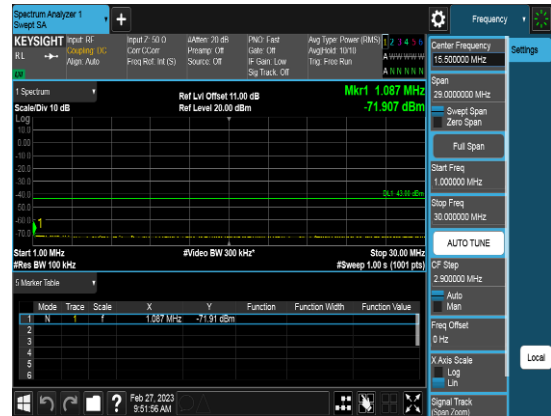 Spectrum Analyzer 1
Swept SA
Frequency
KEYSIGHT
RL
Input: RF
Coupling: DC
Align: Auto
Input Z: 50 Ω
Corr CCorr
Freq Ref: Int (S)
#Atten: 20 dB
Preamp: Off
Source: Off
PNO: Fast
Gate: Off
IF Gain: Low
Sig Track: Off
Avg Type: Power (RMS)
Avg|Hold: 10/10
Trig: Free Run
1 2 3 4 5 6
A W W W W W
A N N N N N
1 Spectrum
Scale/Div 10 dB
Ref Lvl Offset 11.00 dB
Ref Level 20.00 dBm
Mkr1 1.087 MHz
-71.907 dBm
Log
10.0
0.00
-10.0
-20.0
-30.0
-40.0
-50.0
-60.0
-70.0
DL1 -43.00 dBm
1
Start 1.00 MHz
#Res BW 100 kHz
#Video BW 300 kHz*
Stop 30.00 MHz
#Sweep 1.00 s (1001 pts)
5 Marker Table
Mode Trace Scale X Y Function Function Width Function Value
1 N 1 f 1.087 MHz -71.91 dBm
2
3
4
5
6
Feb 27, 2023
9:51:56 AM
Center Frequency
15.500000 MHz
Settings
Span
29.0000000 MHz
Swept Span
Zero Span
Full Span
Start Freq
1.000000 MHz
Stop Freq
30.000000 MHz
AUTO TUNE
CF Step
2.900000 MHz
Auto
Man
Freq Offset
0 Hz
X Axis Scale
Log
Lin
Local
Signal Track
(Span Zoom)